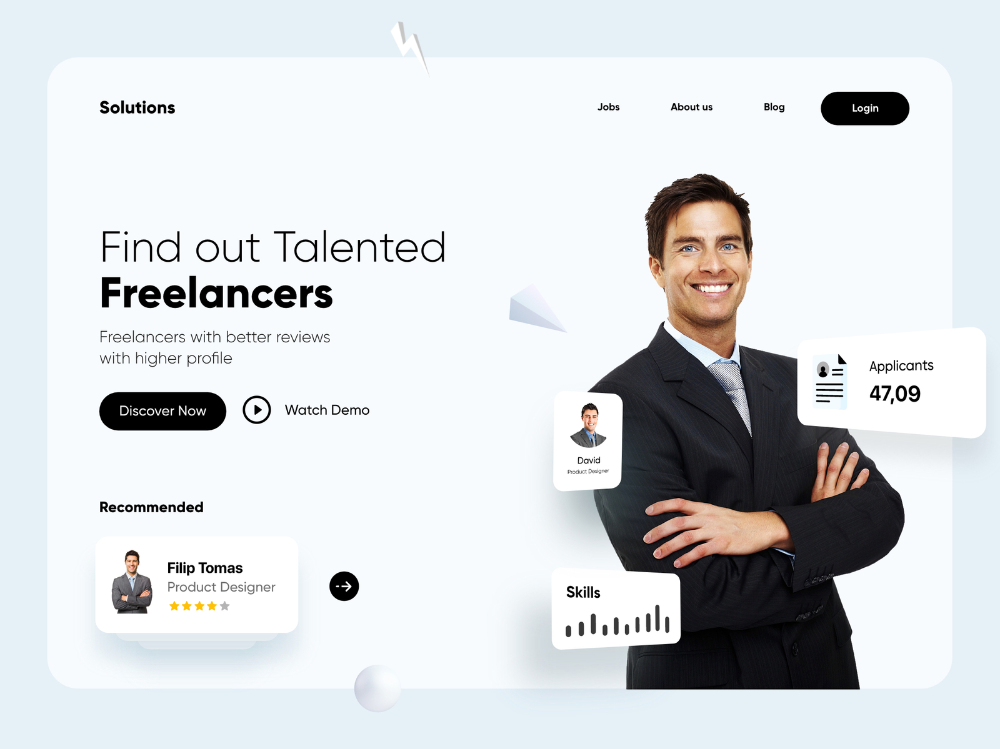 Solutions
Jobs
About us
Blog
Login
Find out Talented
Freelancers
Freelancers with better reviews
with higher profile
Discover Now
Watch Demo
Applicants
47,09
David
Product Designer
Recommended
Filip Tomas
Product Designer
Skills